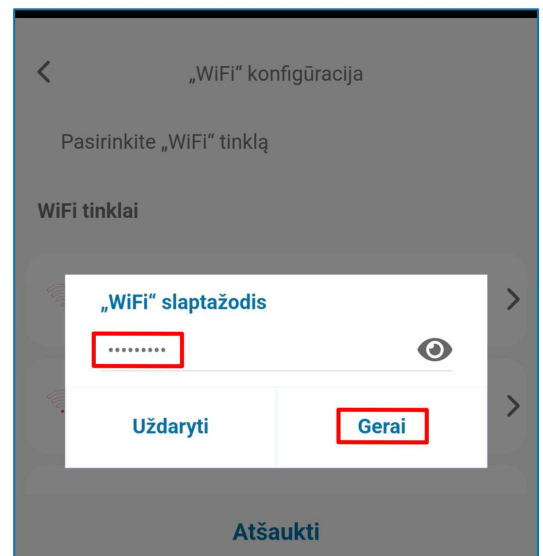 „WiFi“ konfigūracija
Pasirinkite „WiFi“ tinklą
WiFi tinklai
„WiFi“ slaptažodis
•••••••••
Uždaryti
Gerai
Atšaukti